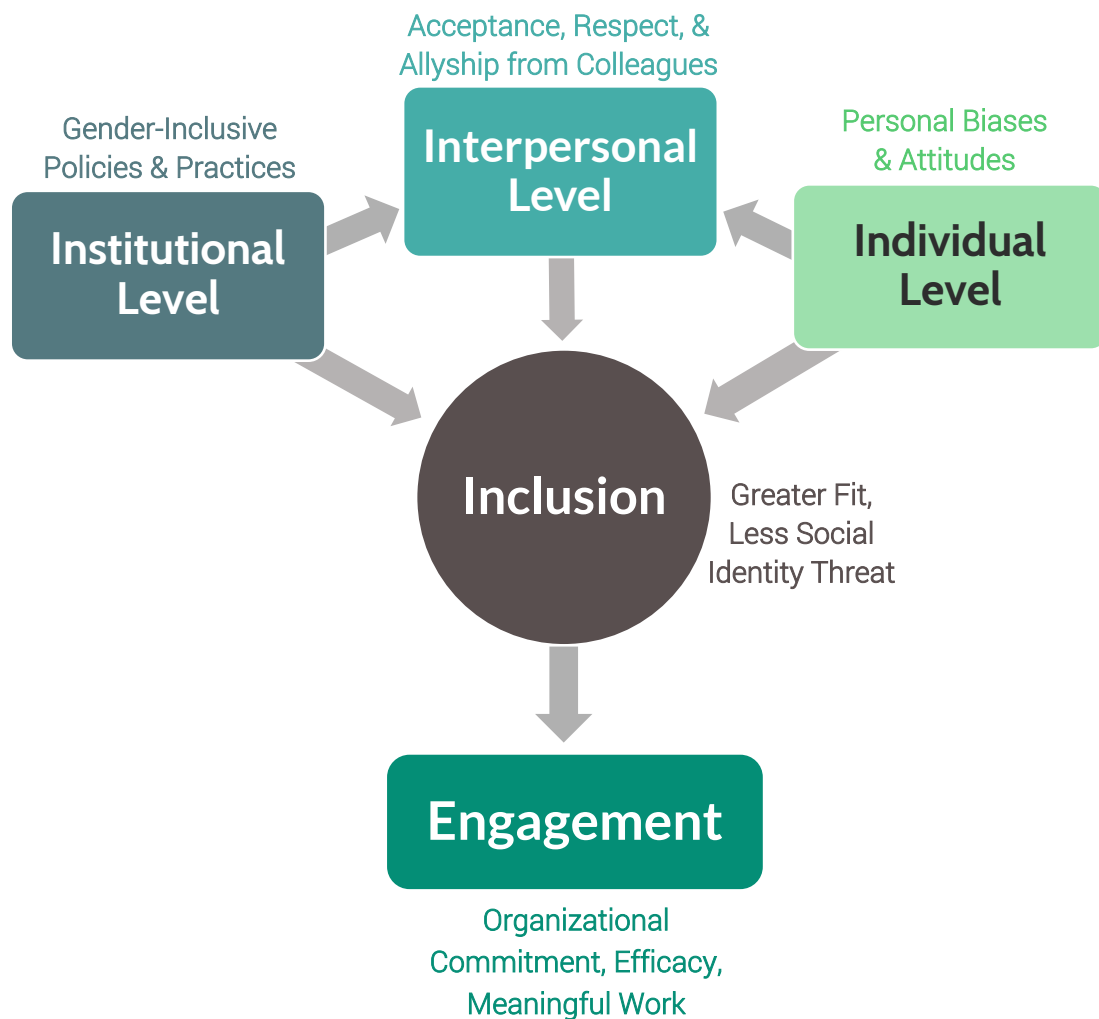 Acceptance, Respect, &
Allyship from Colleagues
Interpersonal
Level
Gender-Inclusive
Policies & Practices
Institutional
Level
Personal Biases
& Attitudes
Individual
Level
Inclusion
Greater Fit,
Less Social
Identity Threat
Engagement
Organizational
Commitment, Efficacy,
Meaningful Work